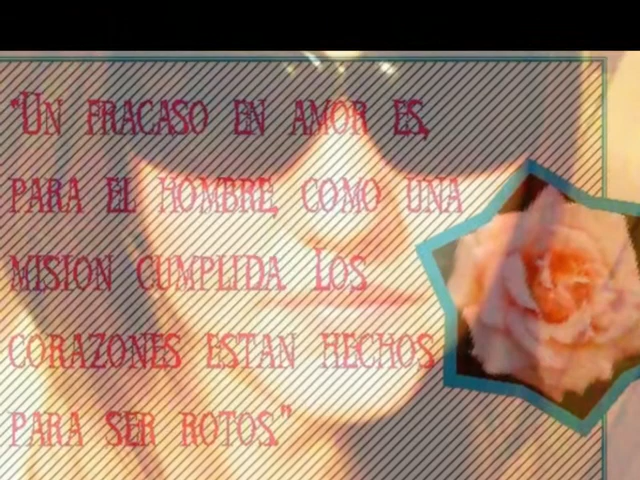 "UN FRACASO EN AMOR ES,
PARA EL HOMBRE, COMO UNA
MISION CUMPLIDA LOS
CORAZONES ESTAN HECHOS
PARA SER ROTOS."